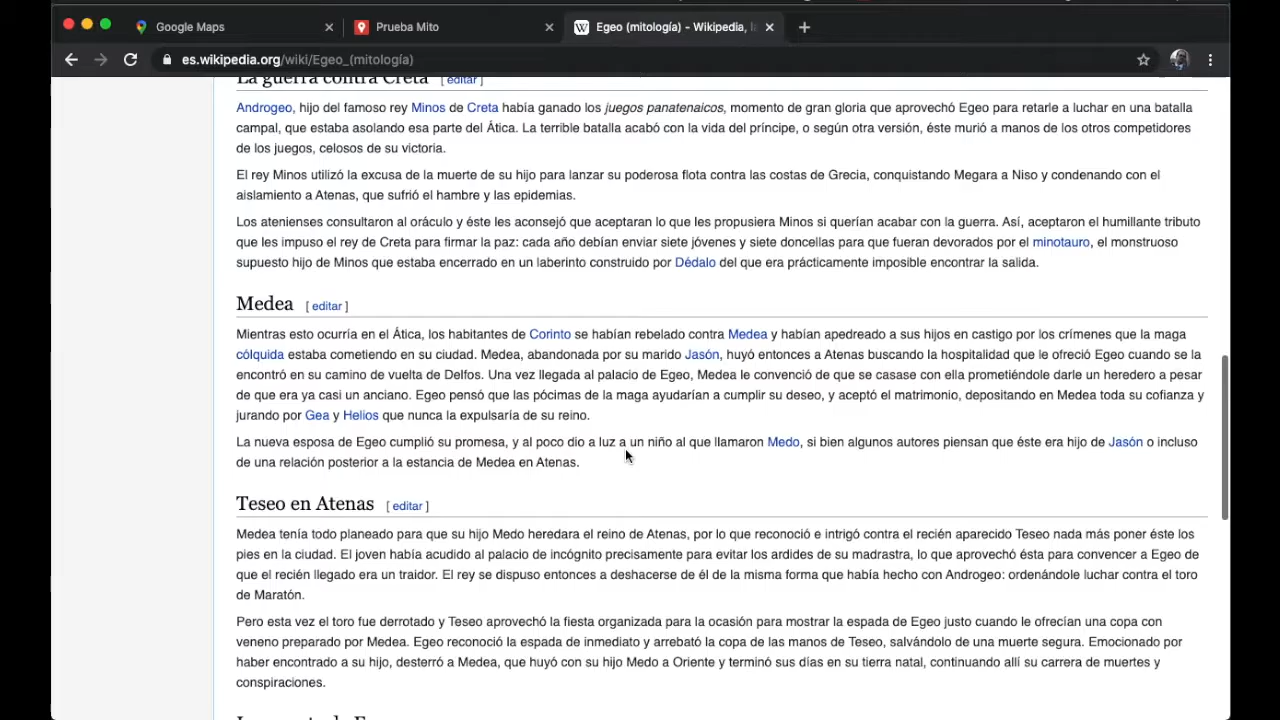 Google Maps
Prueba Mito
Egeo (mitología) - Wikipedia, l
es.wikipedia.org/wiki/Egeo_(mitología)
La guerra contra Creta [ editar ]
Androgeo, hijo del famoso rey Minos de Creta había ganado los juegos panatenaicos, momento de gran gloria que aprovechó Egeo para retarle a luchar en una batalla
campal, que estaba asolando esa parte del Ática. La terrible batalla acabó con la vida del príncipe, o según otra versión, éste murió a manos de los otros competidores
de los juegos, celosos de su victoria.
El rey Minos utilizó la excusa de la muerte de su hijo para lanzar su poderosa flota contra las costas de Grecia, conquistando Megara a Niso y condenando con el
aislamiento a Atenas, que sufrió el hambre y las epidemias.
Los atenienses consultaron al oráculo y éste les aconsejó que aceptaran lo que les propusiera Minos si querían acabar con la guerra. Así, aceptaron el humillante tributo
que les impuso el rey de Creta para firmar la paz: cada año debían enviar siete jóvenes y siete doncellas para que fueran devorados por el minotauro, el monstruoso
supuesto hijo de Minos que estaba encerrado en un laberinto construido por Dédalo del que era prácticamente imposible encontrar la salida.
Medea [ editar ]
Mientras esto ocurría en el Ática, los habitantes de Corinto se habían rebelado contra Medea y habían apedreado a sus hijos en castigo por los crímenes que la maga
cólquida estaba cometiendo en su ciudad. Medea, abandonada por su marido Jasón, huyó entonces a Atenas buscando la hospitalidad que le ofreció Egeo cuando se la
encontró en su camino de vuelta de Delfos. Una vez llegada al palacio de Egeo, Medea le convenció de que se casase con ella prometiéndole darle un heredero a pesar
de que era ya casi un anciano. Egeo pensó que las pócimas de la maga ayudarían a cumplir su deseo, y aceptó el matrimonio, depositando en Medea toda su cofianza y
jurando por Gea y Helios que nunca la expulsaría de su reino.
La nueva esposa de Egeo cumplió su promesa, y al poco dio a luz a un niño al que llamaron Medo, si bien algunos autores piensan que éste era hijo de Jasón o incluso
de una relación posterior a la estancia de Medea en Atenas.
Teseo en Atenas [ editar ]
Medea tenía todo planeado para que su hijo Medo heredara el reino de Atenas, por lo que reconoció e intrigó contra el recién aparecido Teseo nada más poner éste los
pies en la ciudad. El joven había acudido al palacio de incógnito precisamente para evitar los ardides de su madrastra, lo que aprovechó ésta para convencer a Egeo de
que el recién llegado era un traidor. El rey se dispuso entonces a deshacerse de él de la misma forma que había hecho con Androgeo: ordenándole luchar contra el toro
de Maratón.
Pero esta vez el toro fue derrotado y Teseo aprovechó la fiesta organizada para la ocasión para mostrar la espada de Egeo justo cuando le ofrecían una copa con
veneno preparado por Medea. Egeo reconoció la espada de inmediato y arrebató la copa de las manos de Teseo, salvándolo de una muerte segura. Emocionado por
haber encontrado a su hijo, desterró a Medea, que huyó con su hijo Medo a Oriente y terminó sus días en su tierra natal, continuando allí su carrera de muertes y
conspiraciones.